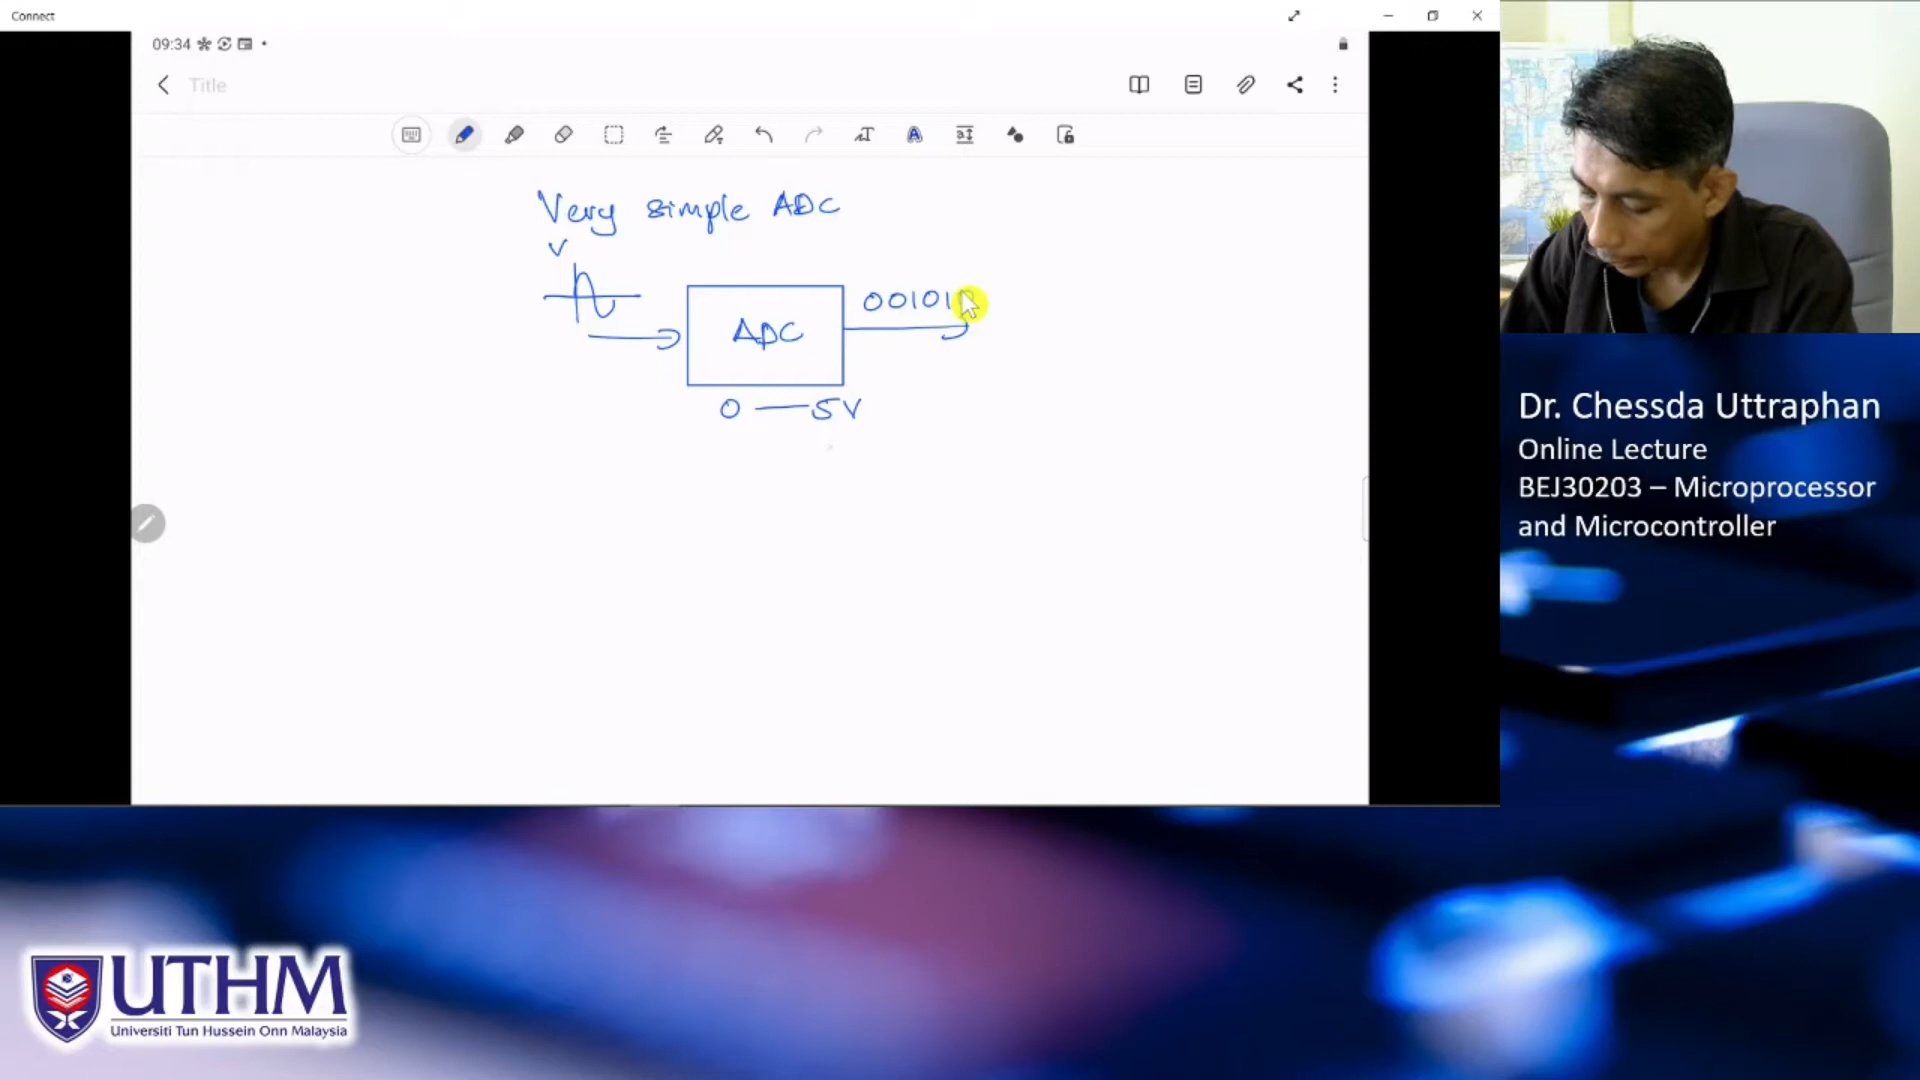 Connect
09:34
Title
Very simple ADC
V
00101
ADC
0 — 5V
Dr. Chessda Uttraphan
Online Lecture
BEJ30203 – Microprocessor
and Microcontroller
UTHM
Universiti Tun Hussein Onn Malaysia